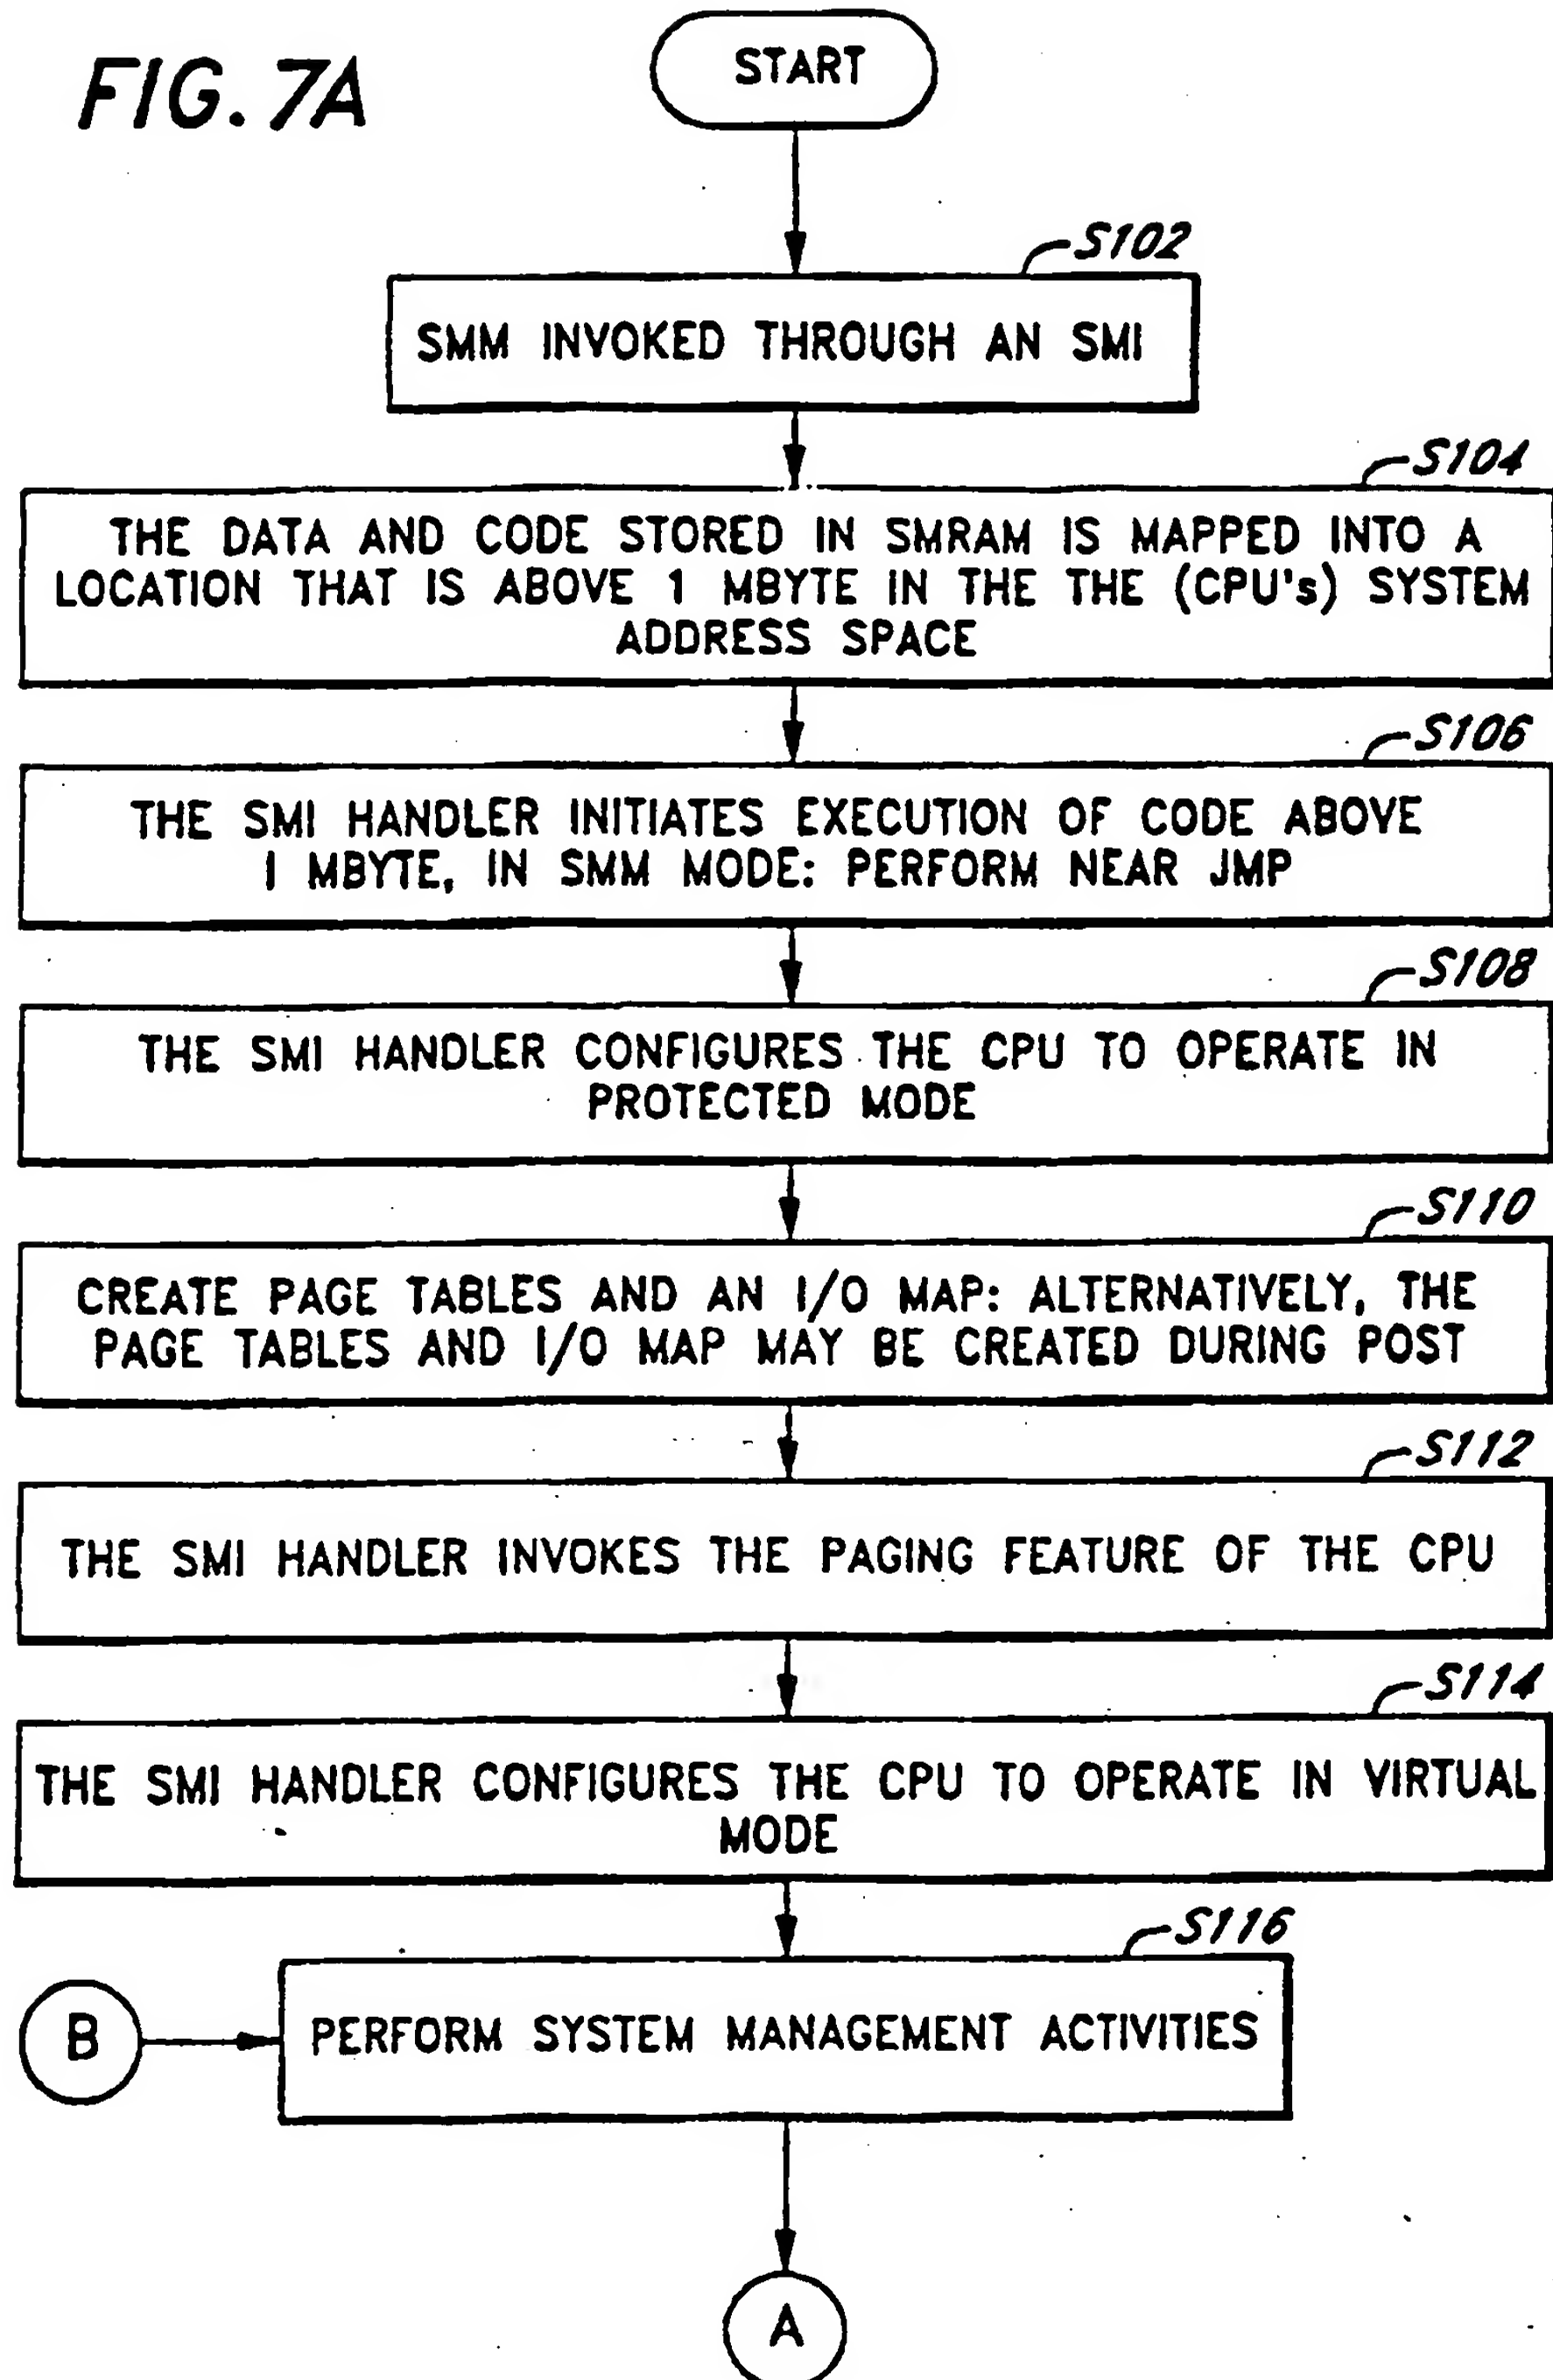 FIG. 7A
START
S102
SMM INVOKED THROUGH AN SMI
S104
THE DATA AND CODE STORED IN SMRAM IS MAPPED INTO A
LOCATION THAT IS ABOVE 1 MBYTE IN THE THE (CPU's) SYSTEM
ADDRESS SPACE
S106
THE SMI HANDLER INITIATES EXECUTION OF CODE ABOVE
1 MBYTE, IN SMM MODE: PERFORM NEAR JMP
S108
THE SMI HANDLER CONFIGURES THE CPU TO OPERATE IN
PROTECTED MODE
S110
CREATE PAGE TABLES AND AN I/O MAP: ALTERNATIVELY, THE
PAGE TABLES AND I/O MAP MAY BE CREATED DURING POST
S112
THE SMI HANDLER INVOKES THE PAGING FEATURE OF THE CPU
S114
THE SMI HANDLER CONFIGURES THE CPU TO OPERATE IN VIRTUAL
MODE
S116
B
PERFORM SYSTEM MANAGEMENT ACTIVITIES
A